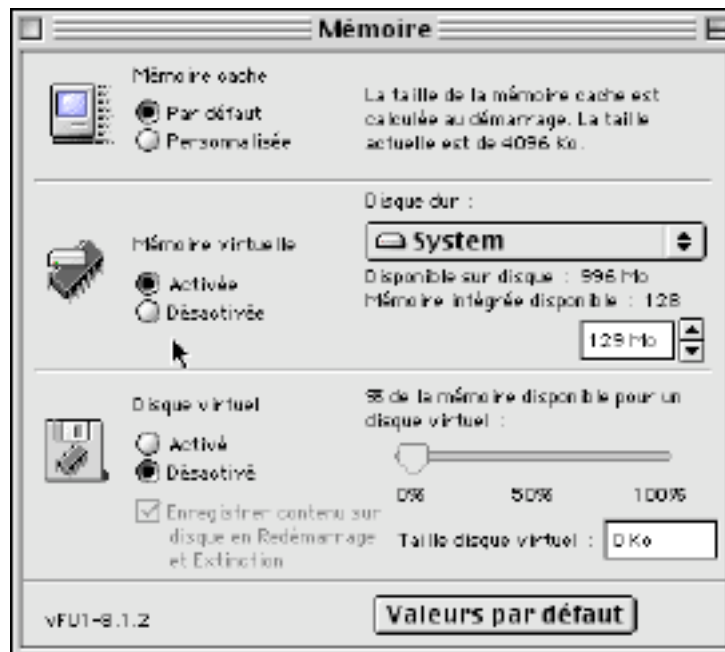 Mémoire
Mémoire cache
Par défaut
Personnalisée
La taille de la mémoire cache est
calculée au démarrage. La taille
actuelle est de 4096 Ko.
Mémoire virtuelle
Activée
Désactivée
Disque dur :
System
Disponible sur disque : 996 Mo
Mémoire intégrée disponible : 128
129 Mo
Disque virtuel
Activé
Désactivé
Enregistrer contenu sur
disque en Redémarrage
et Extinction
% de la mémoire disponible pour un
disque virtuel :
0% 50% 100%
Taille disque virtuel : 0 Ko
vFU1-8.1.2
Valeurs par défaut